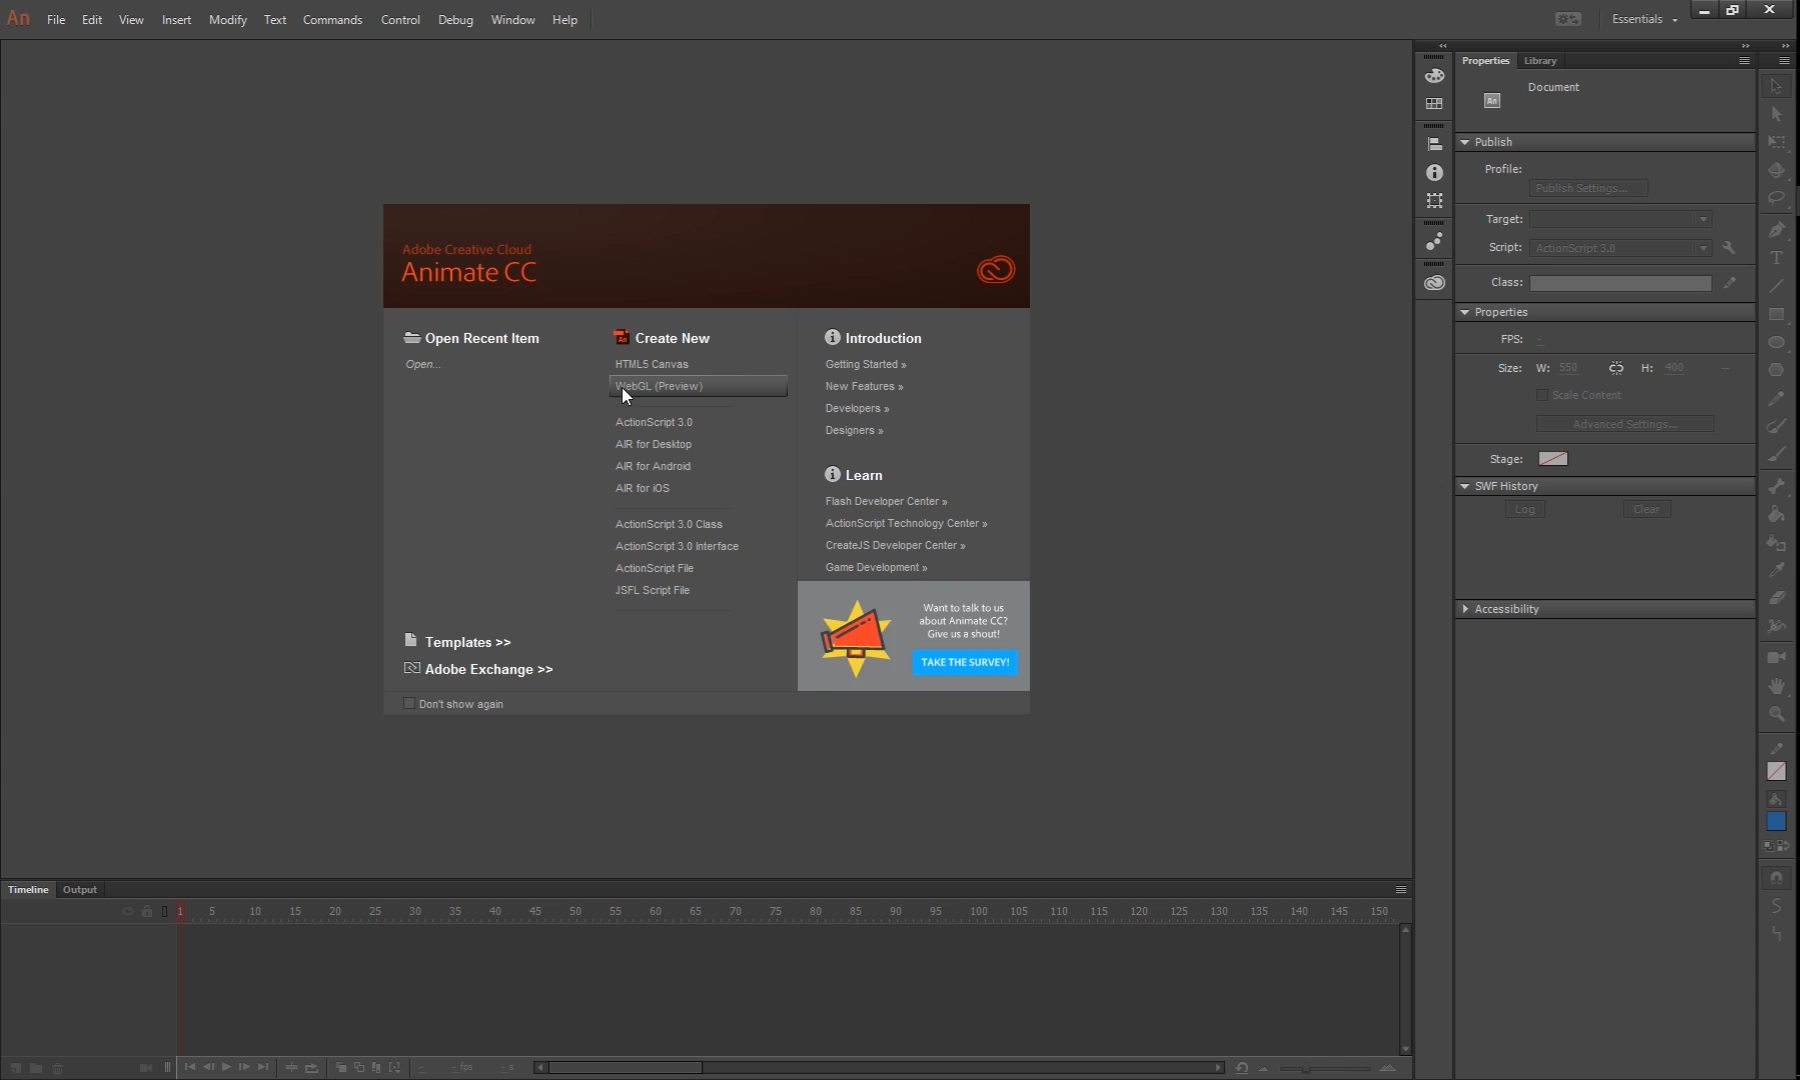 An File Edit View Insert Modify Text Commands Control Debug Window Help Essentials
Properties Library
Document
An
Publish
Profile:
Publish Settings...
Target:
Script: ActionScript 3.0
Class:
Properties
FPS: -
Size: W: 550 H: 400
Scale Content
Advanced Settings...
Stage:
SWF History
Log Clear
Accessibility
Adobe Creative Cloud
Animate CC
Open Recent Item
Open...
Templates >>
Adobe Exchange >>
Don't show again
Create New
HTML5 Canvas
WebGL (Preview)
ActionScript 3.0
AIR for Desktop
AIR for Android
AIR for iOS
ActionScript 3.0 Class
ActionScript 3.0 Interface
ActionScript File
JSFL Script File
Introduction
Getting Started »
New Features »
Developers »
Designers »
Learn
Flash Developer Center »
ActionScript Technology Center »
CreateJS Developer Center »
Game Development »
Want to talk to us
about Animate CC?
Give us a shout!
TAKE THE SURVEY!
Timeline Output
1 5 10 15 20 25 30 35 40 45 50 55 60 65 70 75 80 85 90 95 100 105 110 115 120 125 130 135 140 145 150
- - fps - s